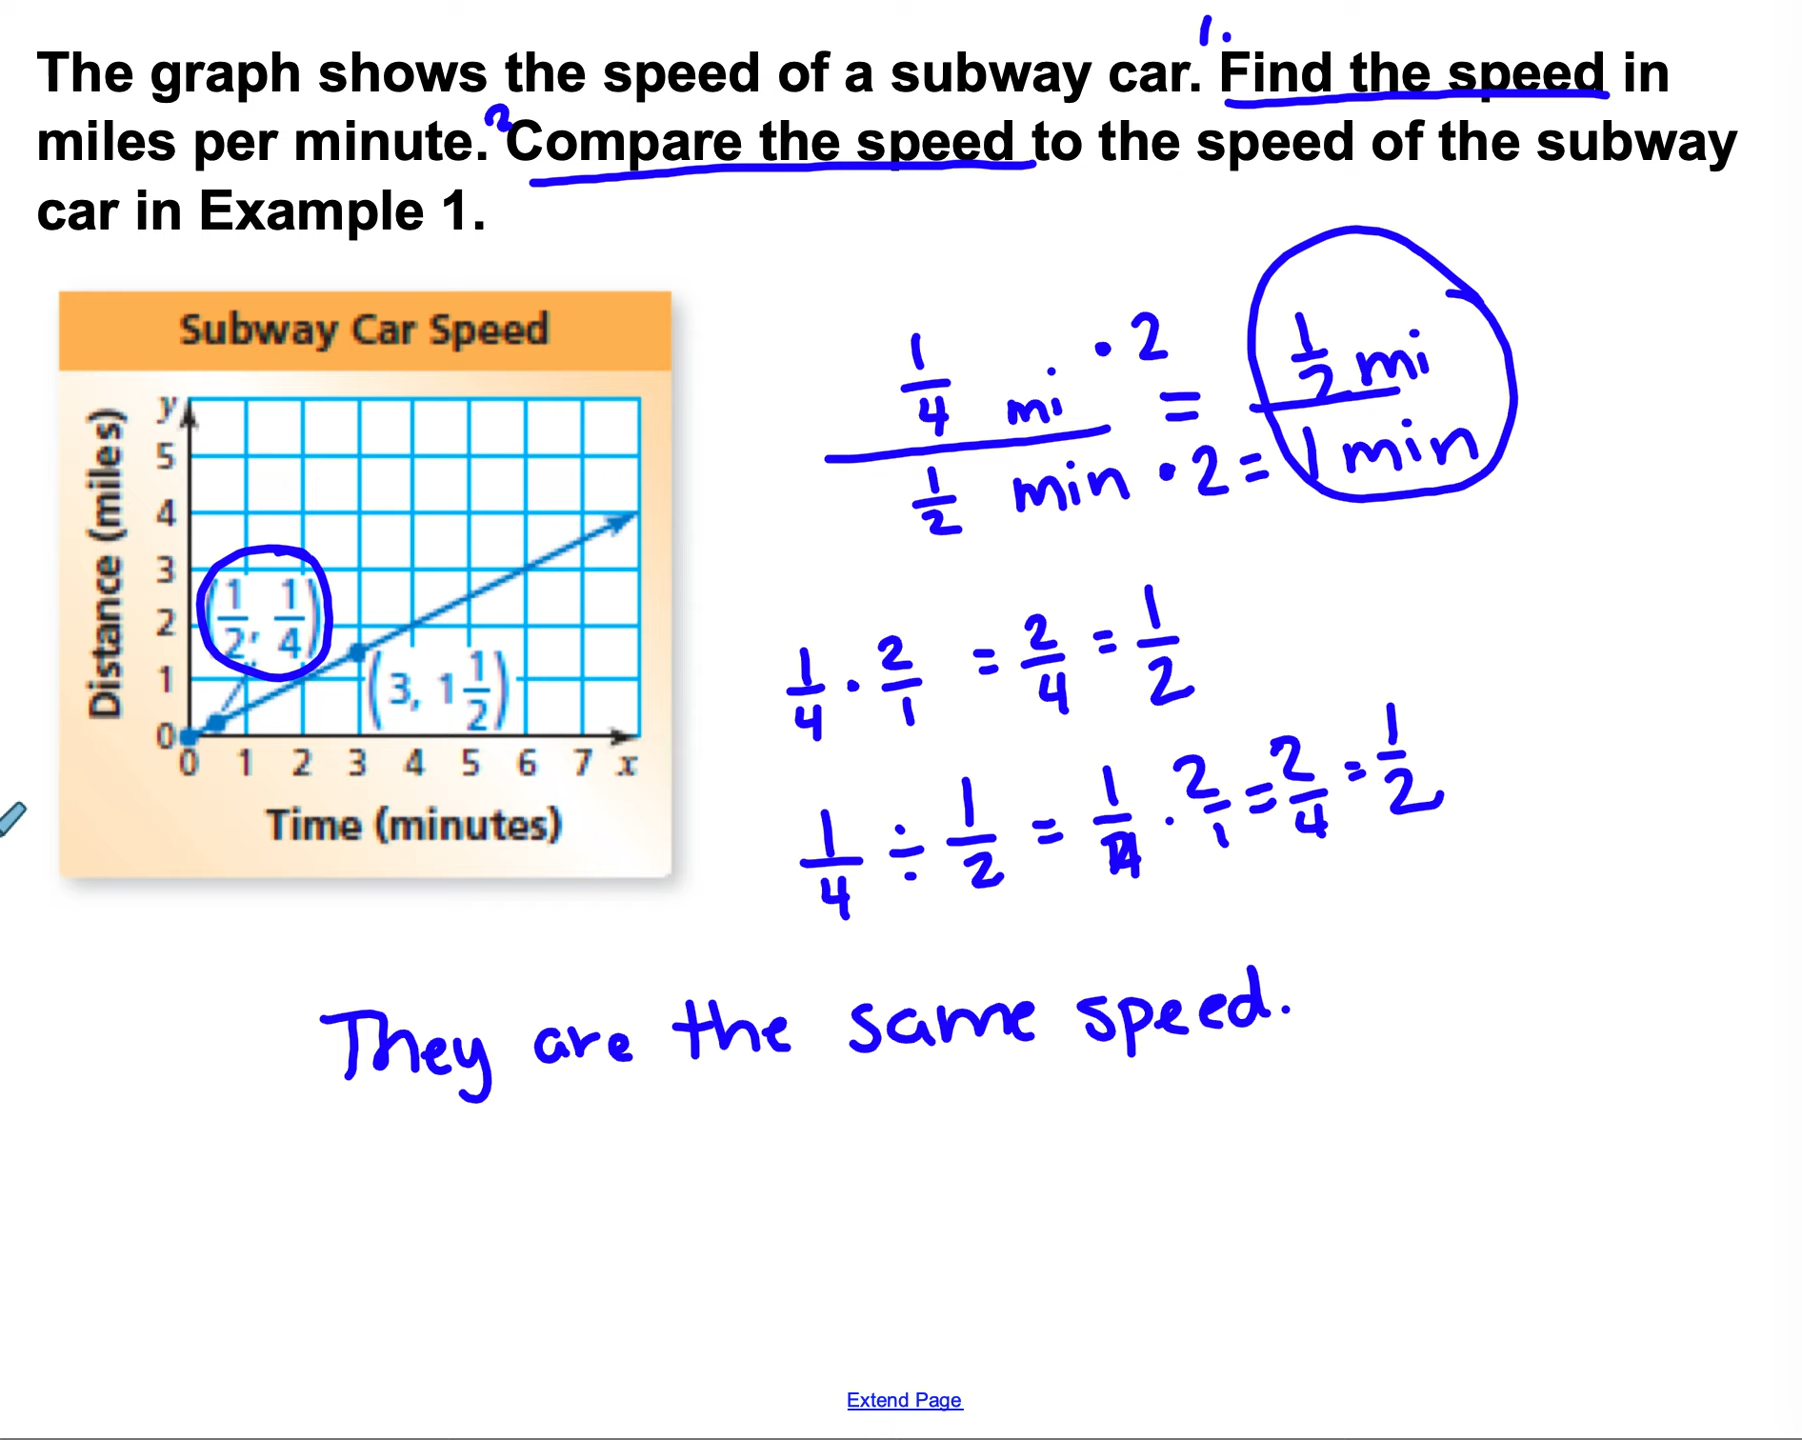 1.
The graph shows the speed of a subway car. Find the speed in
2
miles per minute. Compare the speed to the speed of the subway
car in Example 1.
Subway Car Speed
Distance (miles)
y
5
4
3
2
1
0
(1/2, 1/4)
(3, 1 1/2)
0 1 2 3 4 5 6 7 x
Time (minutes)
1/4 mi · 2 = 1/2 mi
1/2 min · 2 = 1 min
1/4 · 2/1 = 2/4 = 1/2
1/4 ÷ 1/2 = 1/4 · 2/1 = 2/4 = 1/2
They are the same speed.
Extend Page